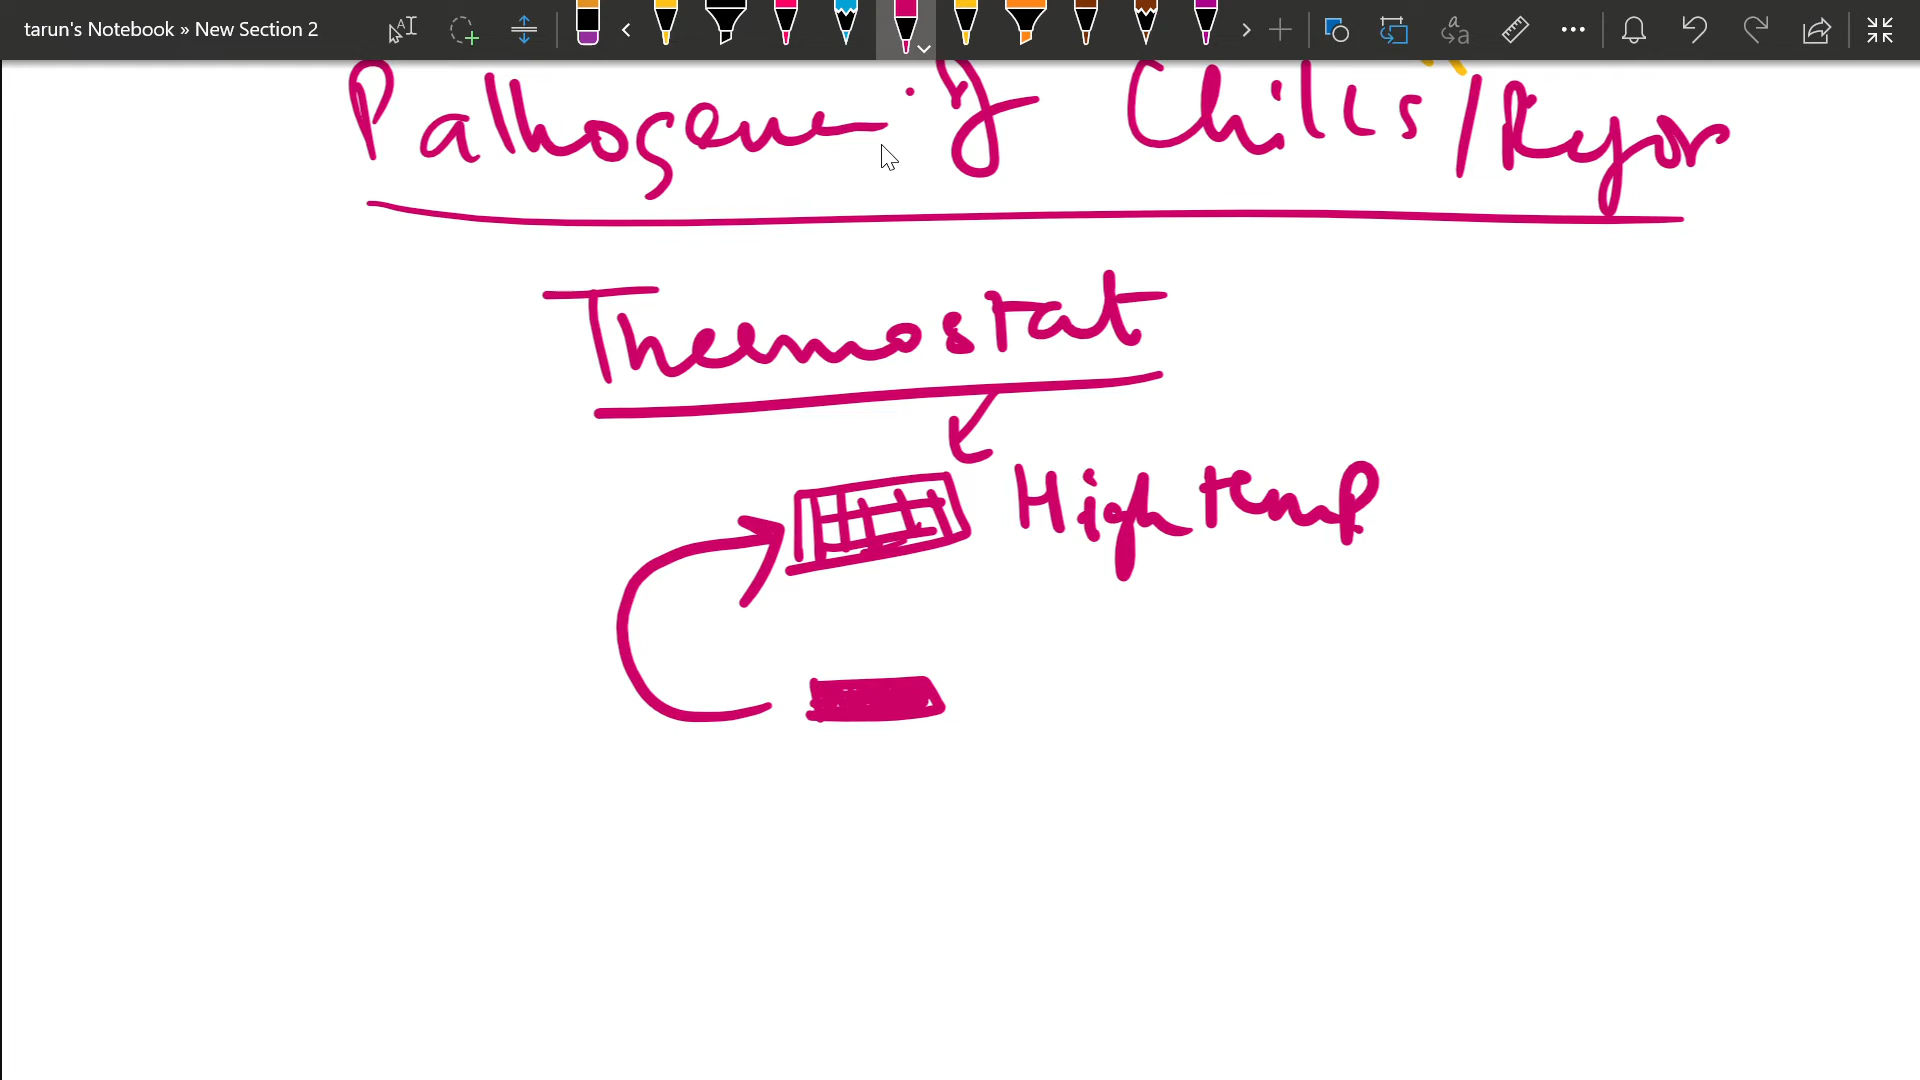 tarun's Notebook » New Section 2
Pathogenesis of Chills/Rigor
Thermostat
High temp